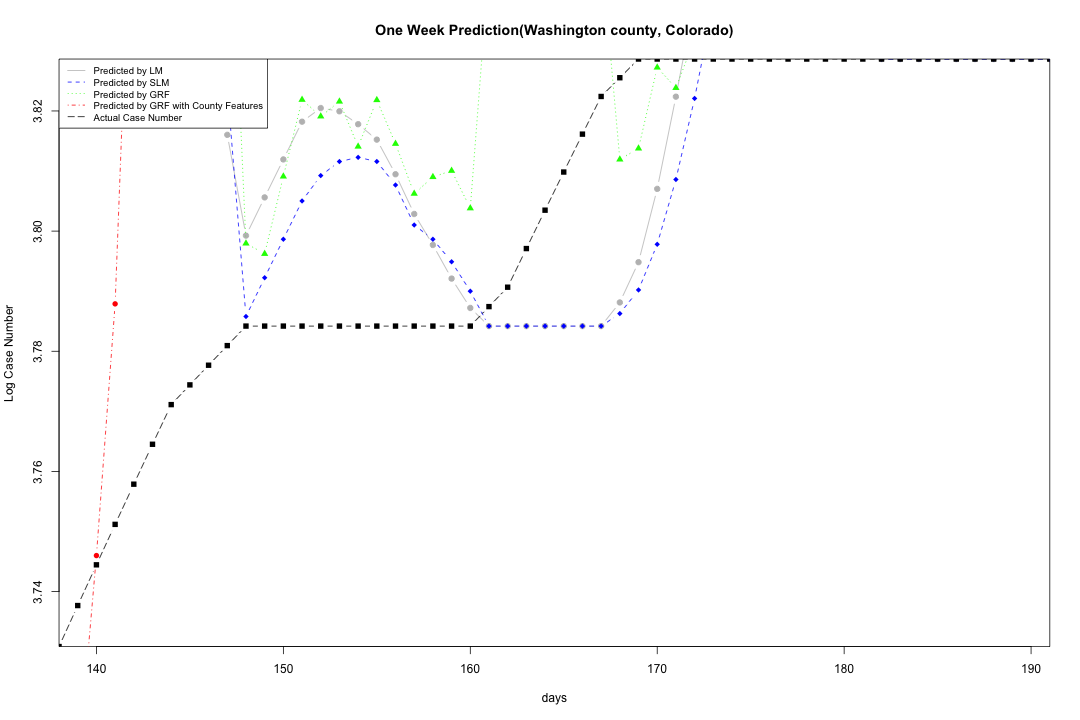 One Week Prediction(Washington county, Colorado)
Predicted by LM
Predicted by SLM
Predicted by GRF
Predicted by GRF with County Features
Actual Case Number
3.82
3.80
3.78
3.76
3.74
Log Case Number
140 150 160 170 180 190
days